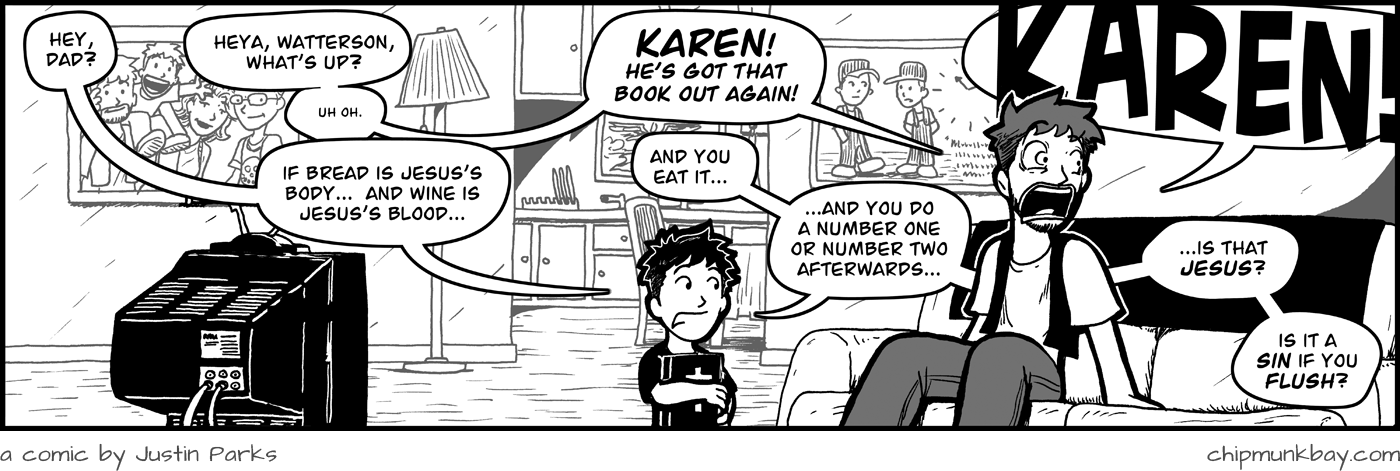 HEY,
DAD?
HEYA, WATTERSON,
WHAT'S UP?
UH OH.
IF BREAD IS JESUS'S
BODY... AND WINE IS
JESUS'S BLOOD...
KAREN!
HE'S GOT THAT
BOOK OUT AGAIN!
AND YOU
EAT IT...
...AND YOU DO
A NUMBER ONE
OR NUMBER TWO
AFTERWARDS...
KAREN!
...IS THAT
JESUS?
IS IT A
SIN IF YOU
FLUSH?
a comic by Justin Parks
chipmunkbay.com